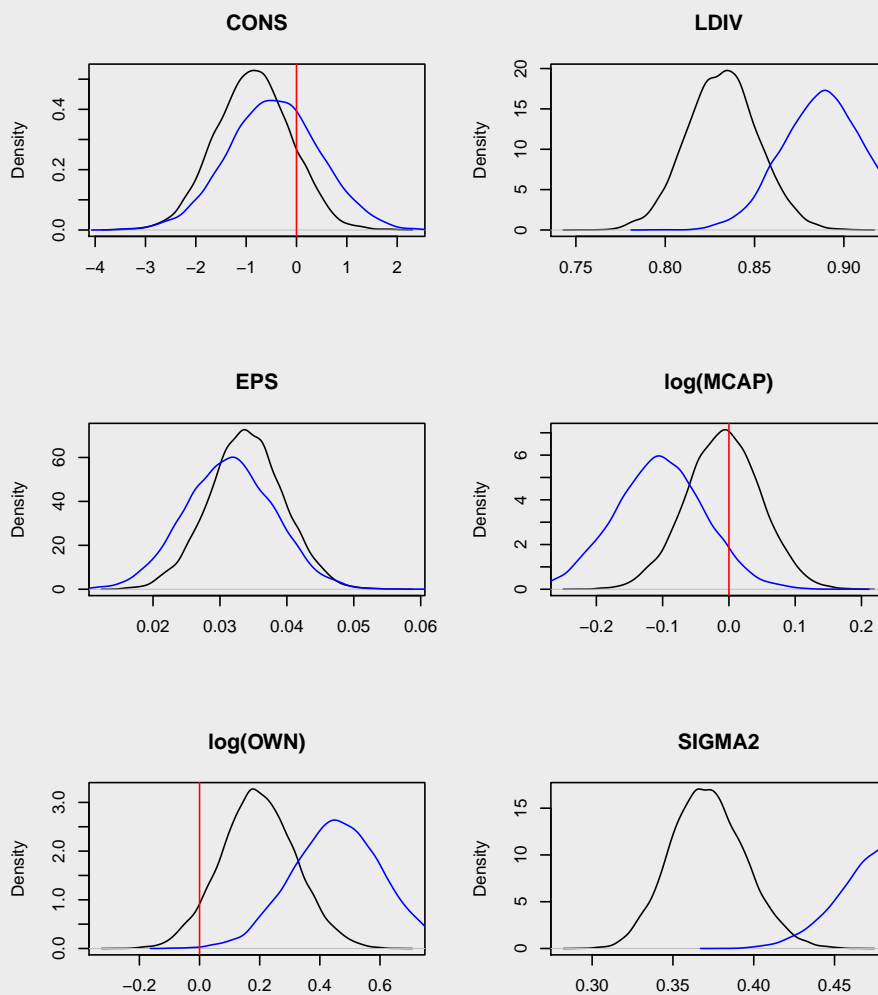 CONS
Density
0.0 0.2 0.4
−4 −3 −2 −1 0 1 2
LDIV
Density
0 5 10 15 20
0.75 0.80 0.85 0.90
EPS
Density
0 20 40 60
0.02 0.03 0.04 0.05 0.06
log(MCAP)
Density
0 2 4 6
−0.2 −0.1 0.0 0.1 0.2
log(OWN)
Density
0.0 1.0 2.0 3.0
−0.2 0.0 0.2 0.4 0.6
SIGMA2
Density
0 5 10 15
0.30 0.35 0.40 0.45